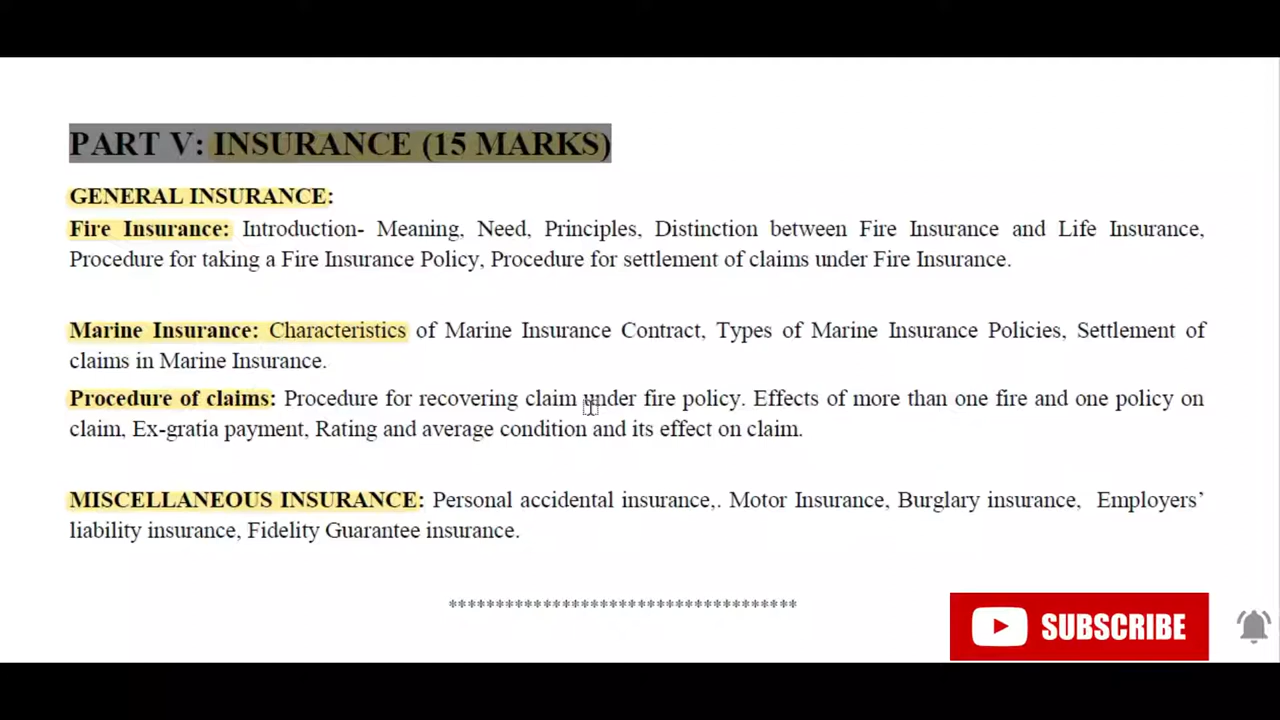 PART V: INSURANCE (15 MARKS)
GENERAL INSURANCE:
Fire Insurance: Introduction- Meaning, Need, Principles, Distinction between Fire Insurance and Life Insurance,
Procedure for taking a Fire Insurance Policy, Procedure for settlement of claims under Fire Insurance.
Marine Insurance: Characteristics of Marine Insurance Contract, Types of Marine Insurance Policies, Settlement of
claims in Marine Insurance.
Procedure of claims: Procedure for recovering claim under fire policy. Effects of more than one fire and one policy on
claim, Ex-gratia payment, Rating and average condition and its effect on claim.
MISCELLANEOUS INSURANCE: Personal accidental insurance,. Motor Insurance, Burglary insurance, Employers’
liability insurance, Fidelity Guarantee insurance.
************************************
SUBSCRIBE